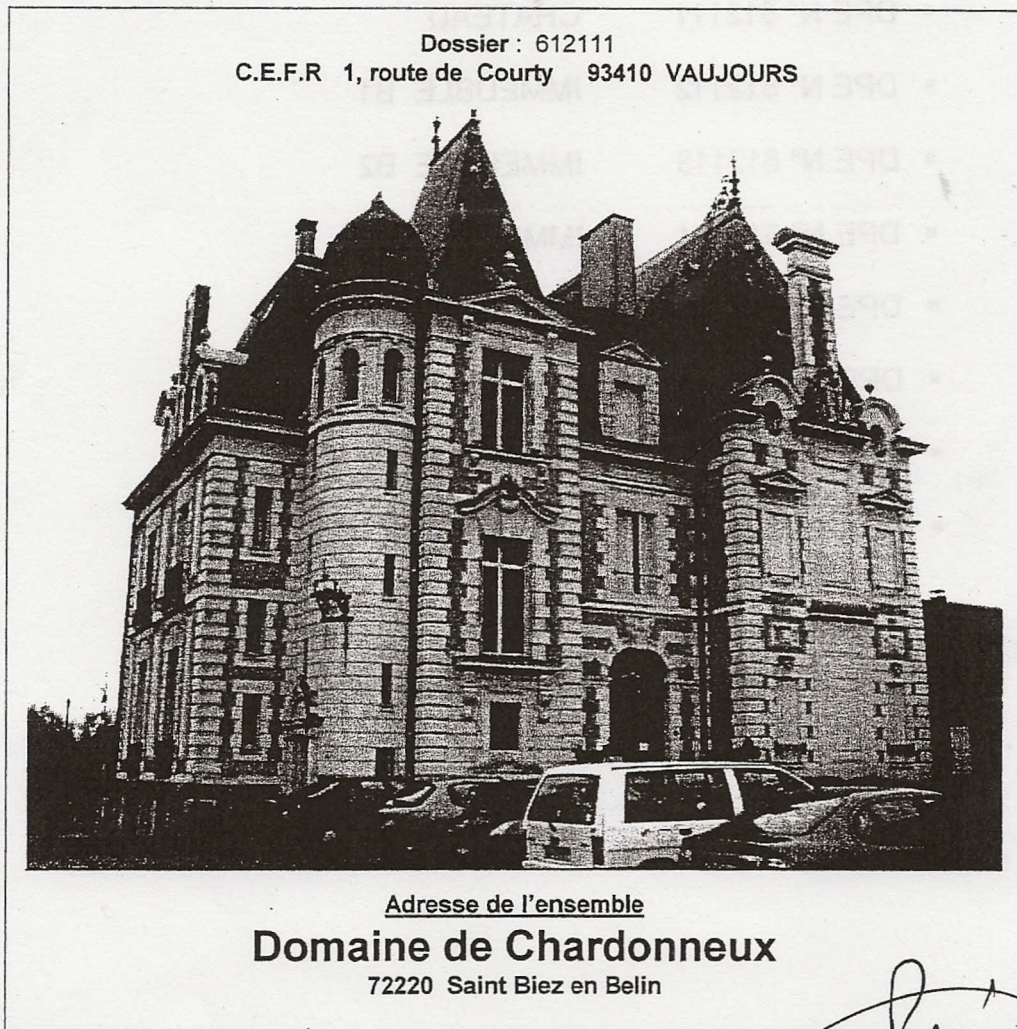 Dossier : 612111
C.E.F.R 1, route de Courty 93410 VAUJOURS
Adresse de l'ensemble
Domaine de Chardonneux
72220 Saint Biez en Belin